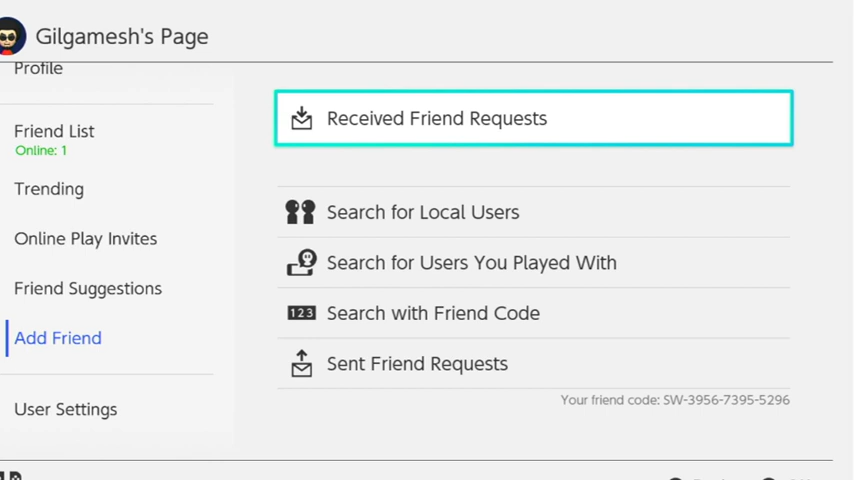 Gilgamesh's Page
Profile
Friend List
Online: 1
Trending
Online Play Invites
Friend Suggestions
Add Friend
User Settings
Received Friend Requests
Search for Local Users
Search for Users You Played With
123 Search with Friend Code
Sent Friend Requests
Your friend code: SW-3956-7395-5296